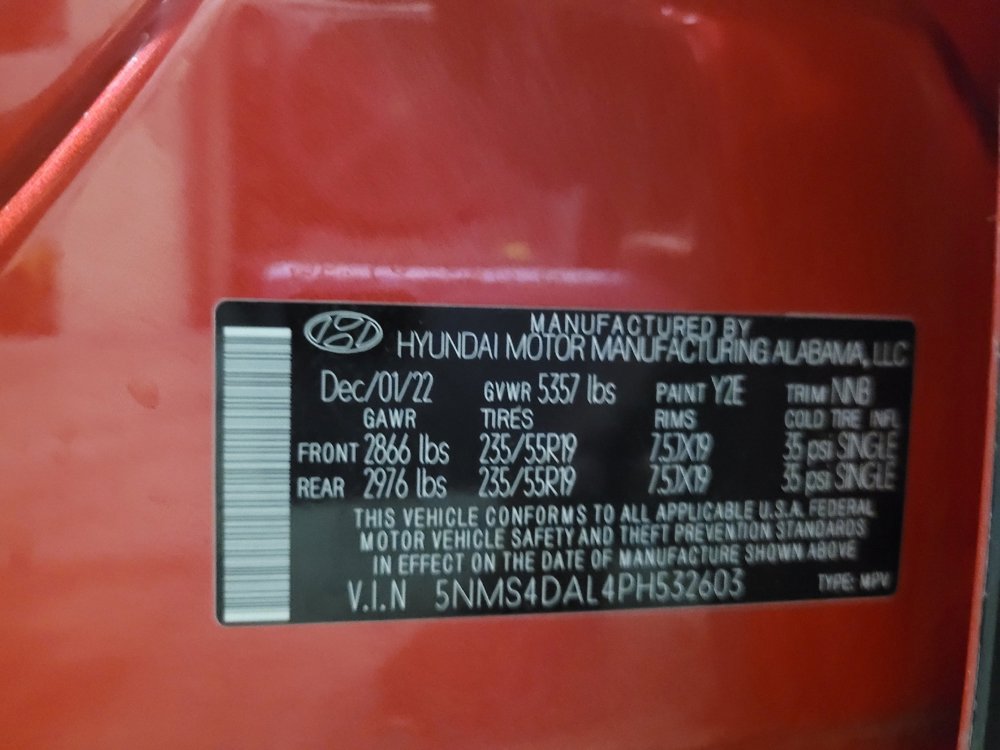 MANUFACTURED BY
HYUNDAI MOTOR MANUFACTURING ALABAMA, LLC
Dec/01/22 GVWR 5357 lbs PAINT Y2E TRIM NNB
GAWR TIRES RIMS COLD TIRE INFL
FRONT 2866 lbs 235/55R19 7.5JX19 35 psi SINGLE
REAR 2976 lbs 235/55R19 7.5JX19 35 psi SINGLE
THIS VEHICLE CONFORMS TO ALL APPLICABLE U.S.A. FEDERAL
MOTOR VEHICLE SAFETY AND THEFT PREVENTION STANDARDS
IN EFFECT ON THE DATE OF MANUFACTURE SHOWN ABOVE
V.I.N 5NMS4DAL4PH532603 TYPE: MPV